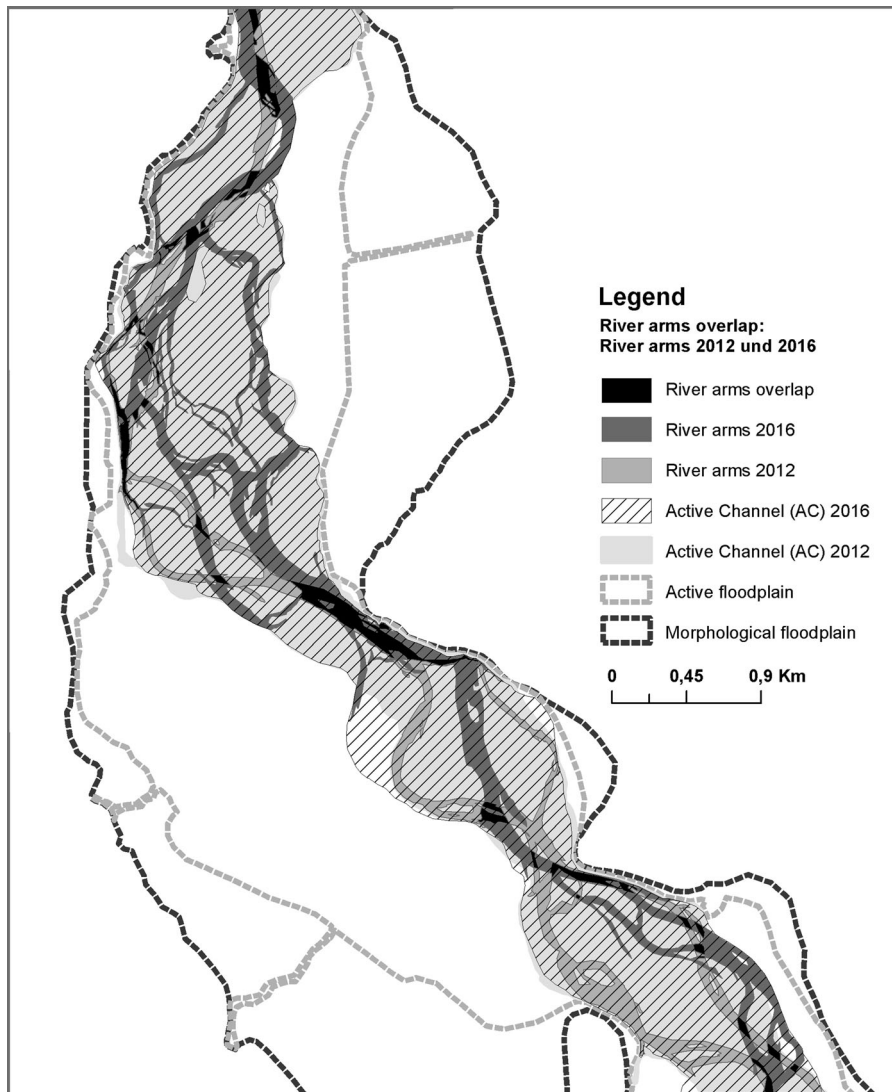 Legend
River arms overlap:
River arms 2012 und 2016
River arms overlap
River arms 2016
River arms 2012
Active Channel (AC) 2016
Active Channel (AC) 2012
Active floodplain
Morphological floodplain
0 0,45 0,9 Km